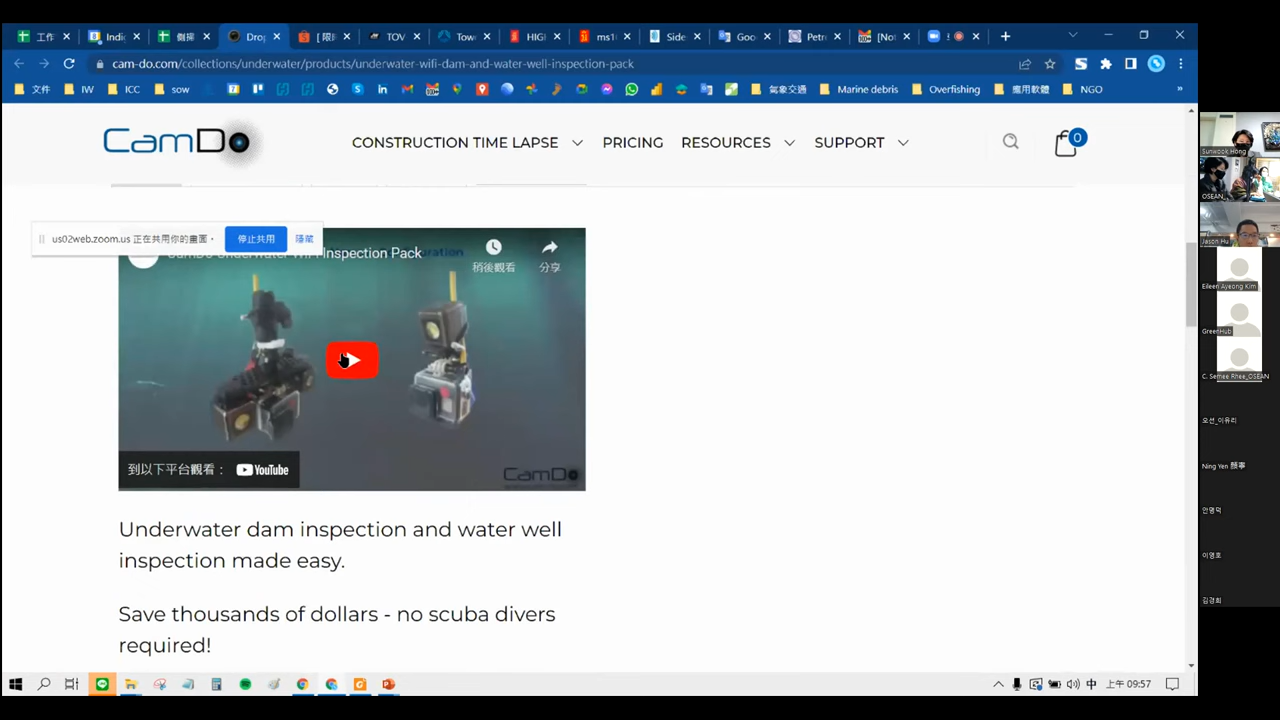 工作
Indi
側掃
Drop
[ 限
TOV
Tow
HIGH
ms1
Side
Goo
Petr
[No
cam-do.com/collections/underwater/products/underwater-wifi-dam-and-water-well-inspection-pack
文件
IW
ICC
sow
氣象交通
Marine debris
Overfishing
應用軟體
NGO
»
CamDo
CONSTRUCTION TIME LAPSE
PRICING
RESOURCES
SUPPORT
0
us02web.zoom.us 正在共用你的畫面。
停止共用
隱藏
CamDo Underwater WiFi Inspection Pack
稍後觀看
分享
到以下平台觀看：
YouTube
CamDo
Underwater dam inspection and water well
inspection made easy.
Save thousands of dollars - no scuba divers
required!
中
上午 09:57
Sunwook Hong
OSEAN_
Jason Hu
Eileen Ayeong Kim
GreenHub
C. Semee Rhee_OSEAN
오션_이유리
Ning Yen 顏寧
안영덕
이영호
김경희